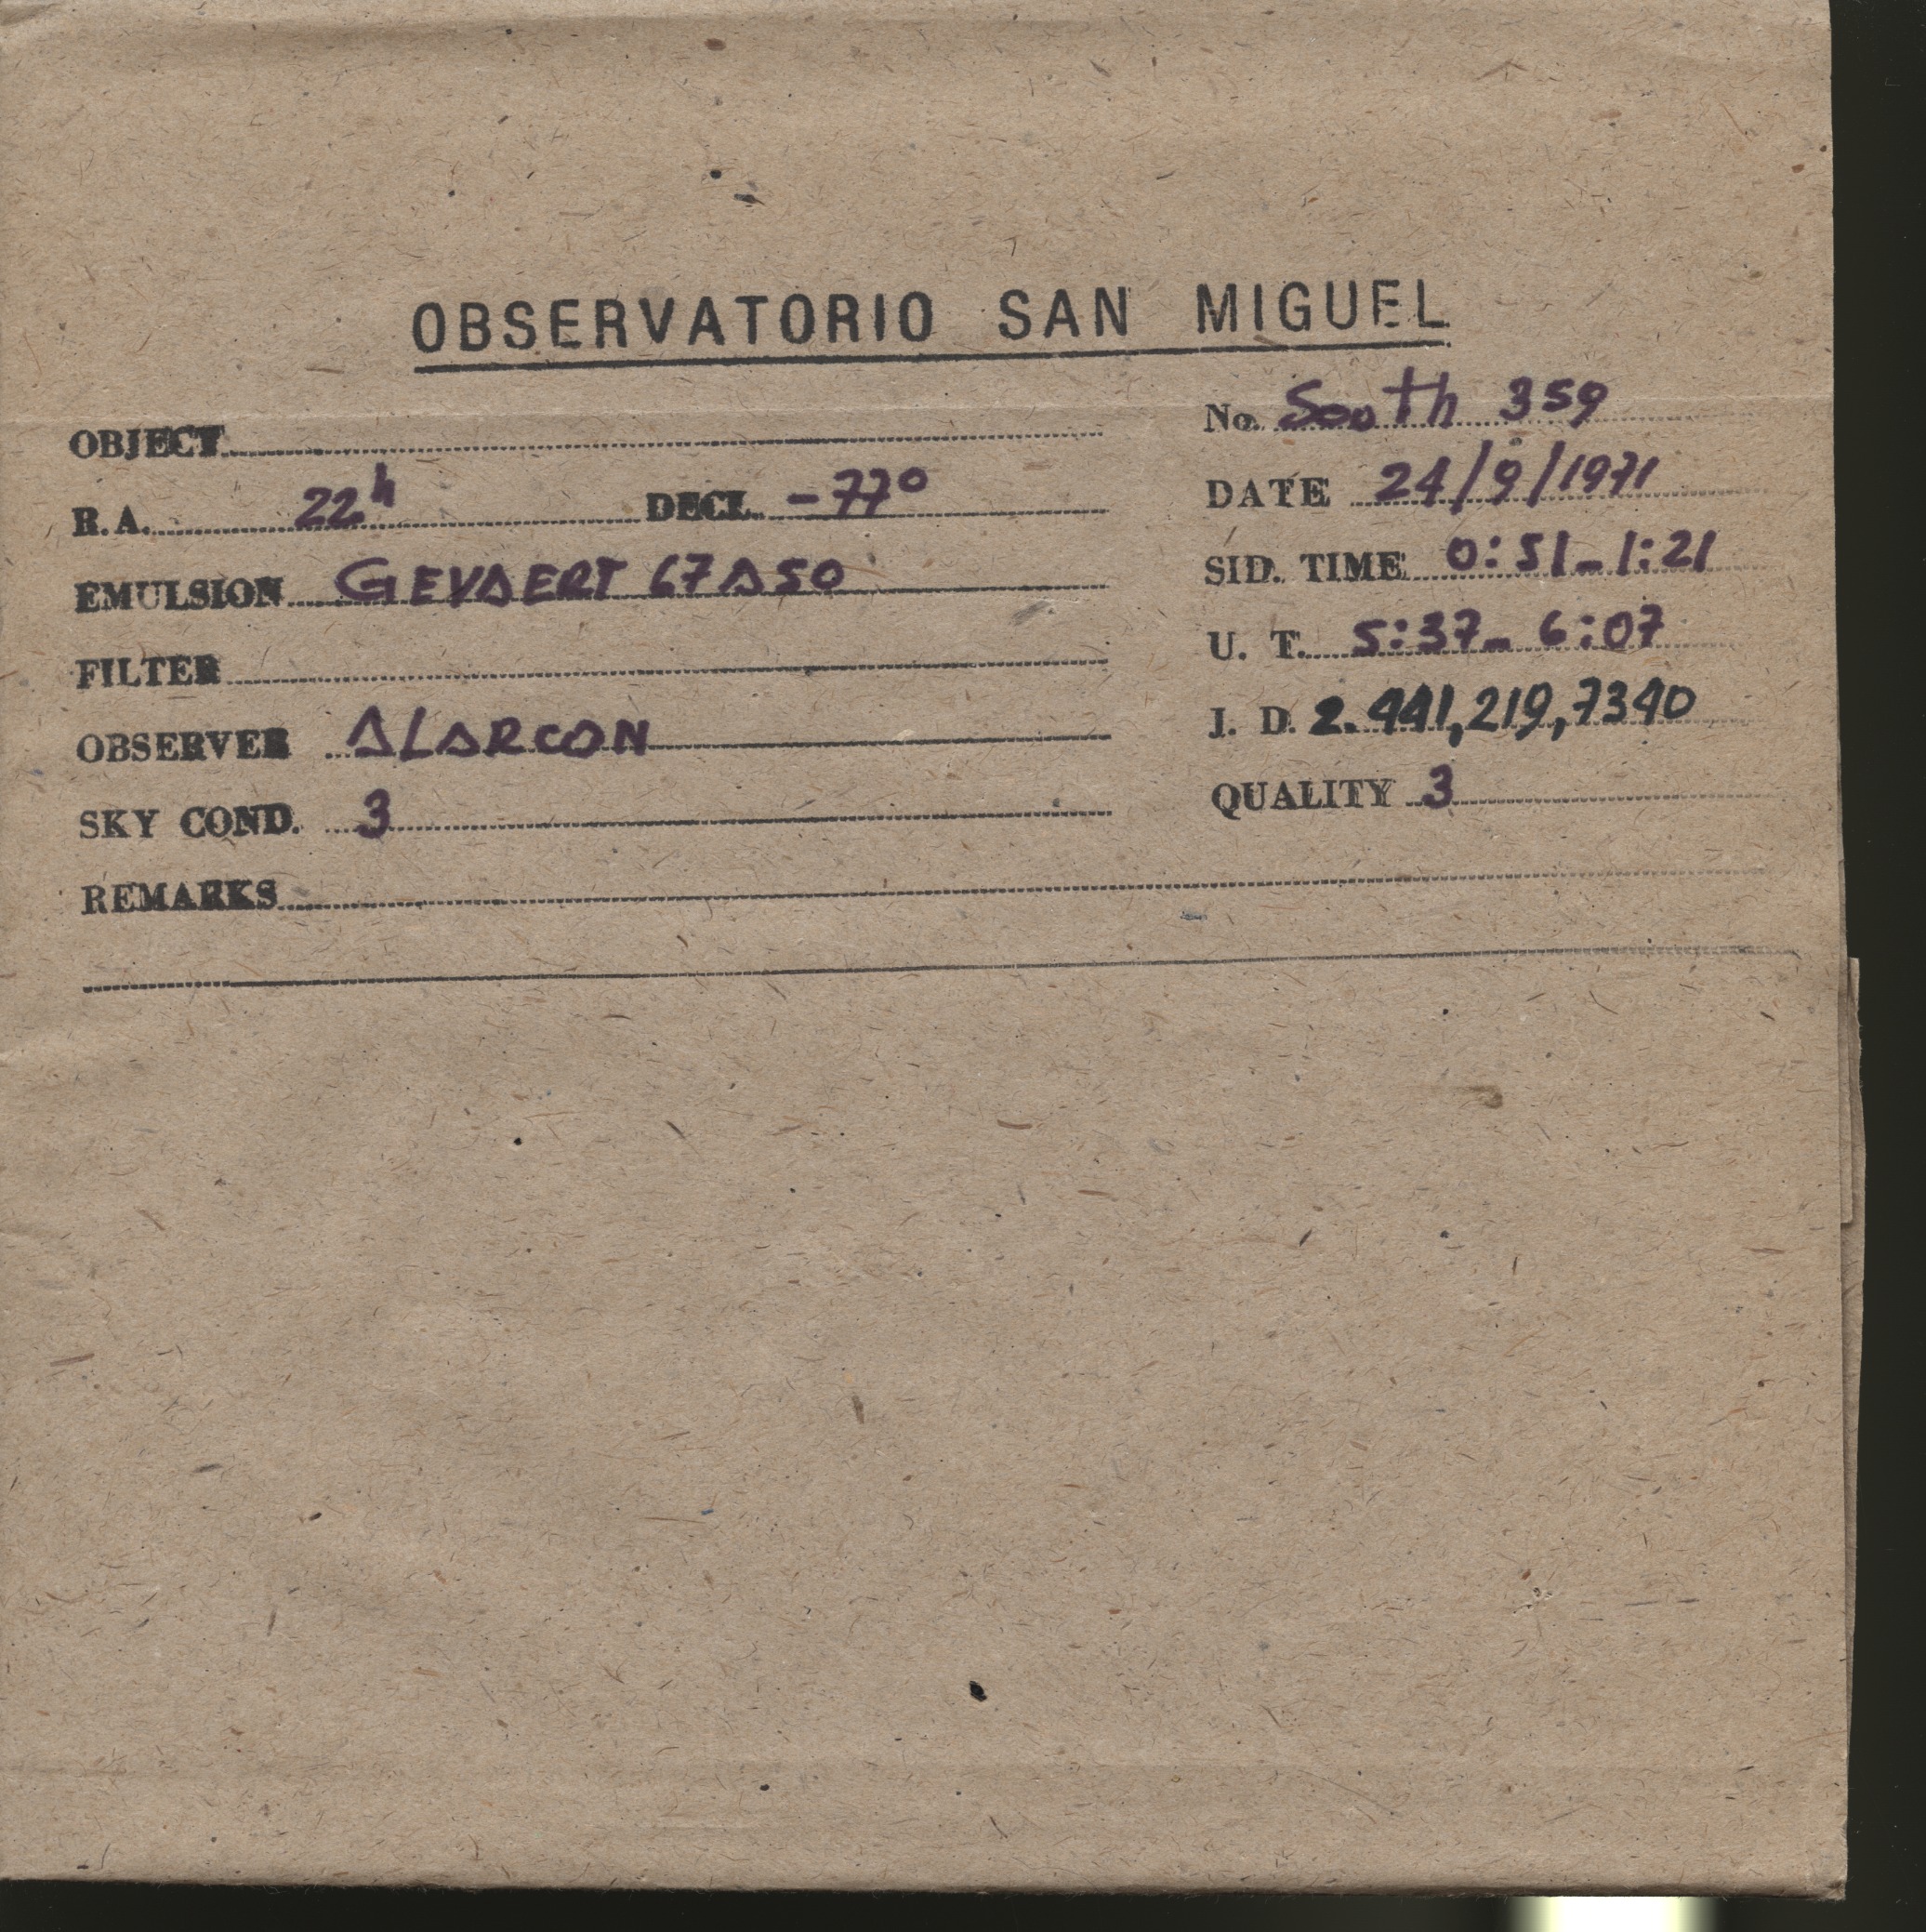 OBSERVATORIO SAN MIGUEL
No. South 359
OBJECT
DATE 24/9/1971
R.A. 22h DECL. -77°
SID. TIME 0:51-1:21
EMULSION GEVAERT 67A50
U. T. 5:37-6:07
FILTER
J. D. 2.441,219,7340
OBSERVER ALARCON
QUALITY 3
SKY COND. 3
REMARKS